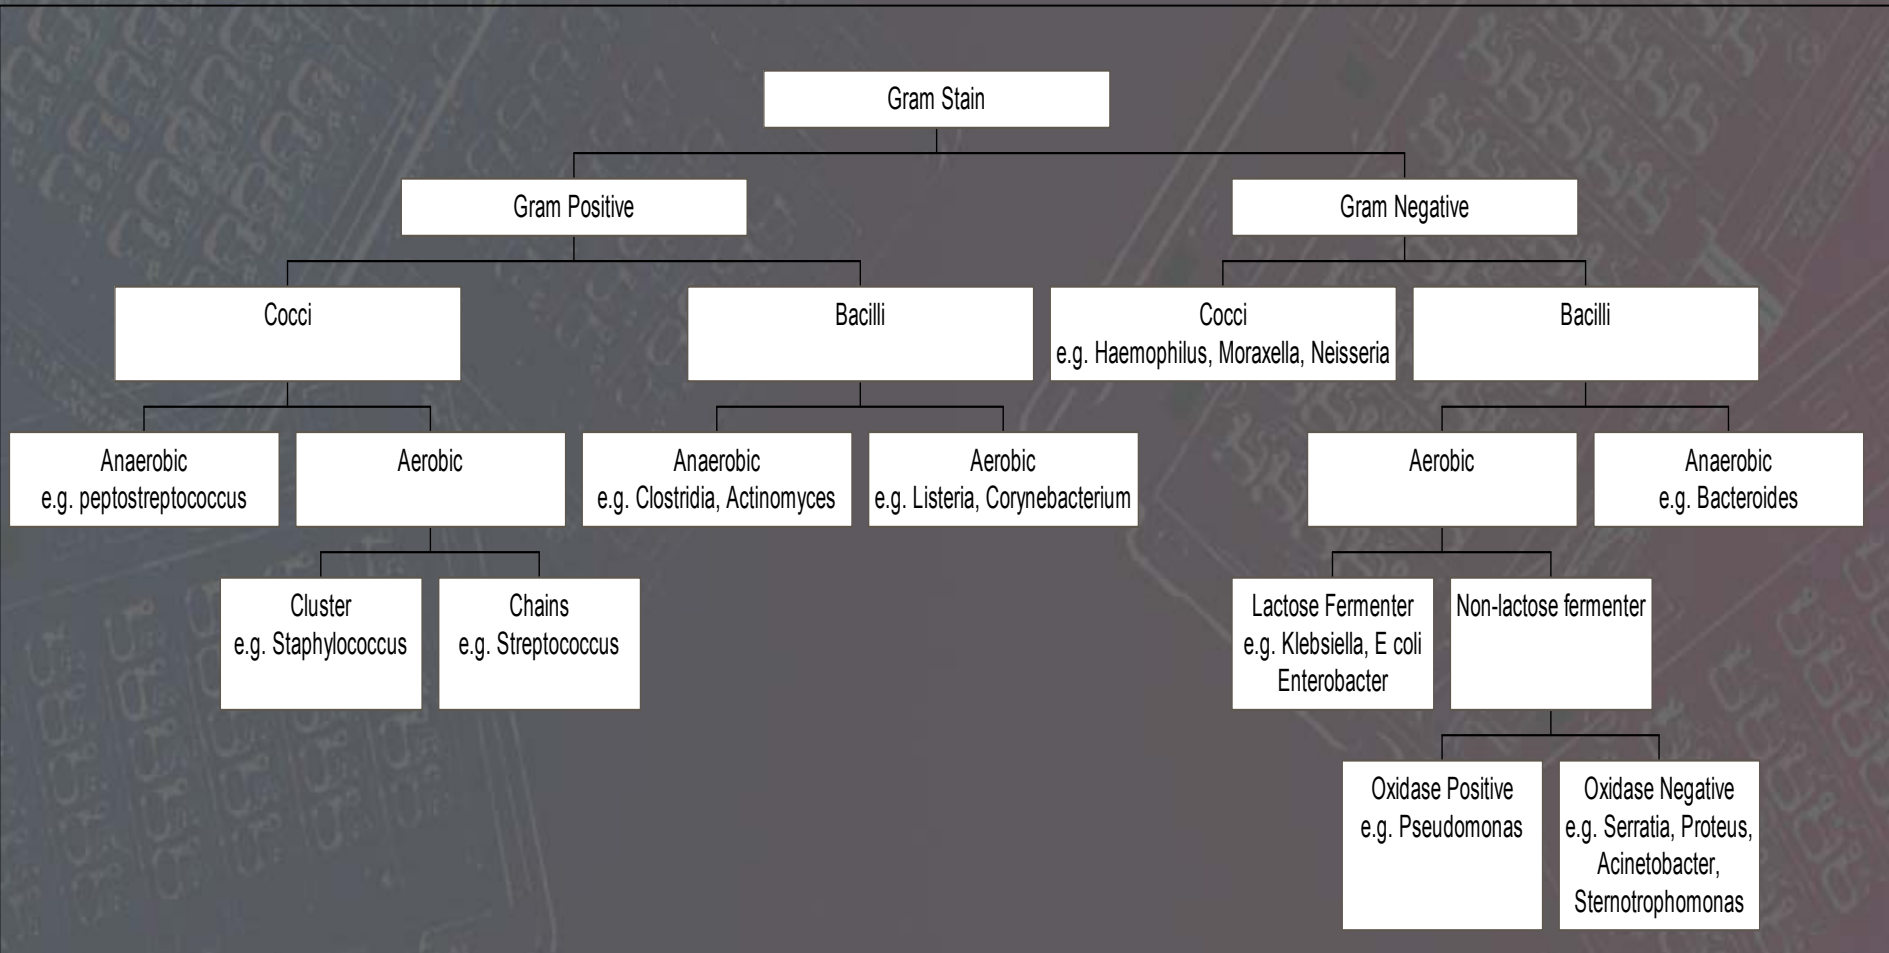 Gram Stain
Gram Positive
Gram Negative
Cocci
Bacilli
Cocci
e.g. Haemophilus, Moraxella, Neisseria
Bacilli
Anaerobic
e.g. peptostreptococcus
Aerobic
Anaerobic
e.g. Clostridia, Actinomyces
Aerobic
e.g. Listeria, Corynebacterium
Aerobic
Anaerobic
e.g. Bacteroides
Cluster
e.g. Staphylococcus
Chains
e.g. Streptococcus
Lactose Fermenter
e.g. Klebsiella, E coli
Enterobacter
Non-lactose fermenter
Oxidase Positive
e.g. Pseudomonas
Oxidase Negative
e.g. Serratia, Proteus,
Acinetobacter,
Sternotrophomonas